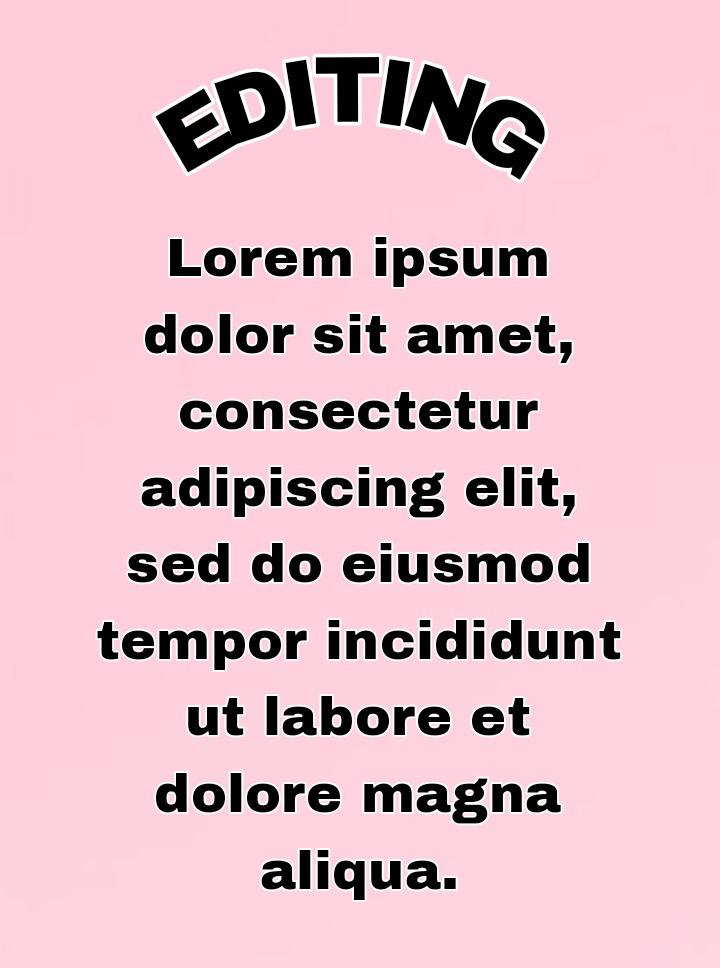 EDITING
Lorem ipsum
dolor sit amet,
consectetur
adipiscing elit,
sed do eiusmod
tempor incididunt
ut labore et
dolore magna
aliqua.